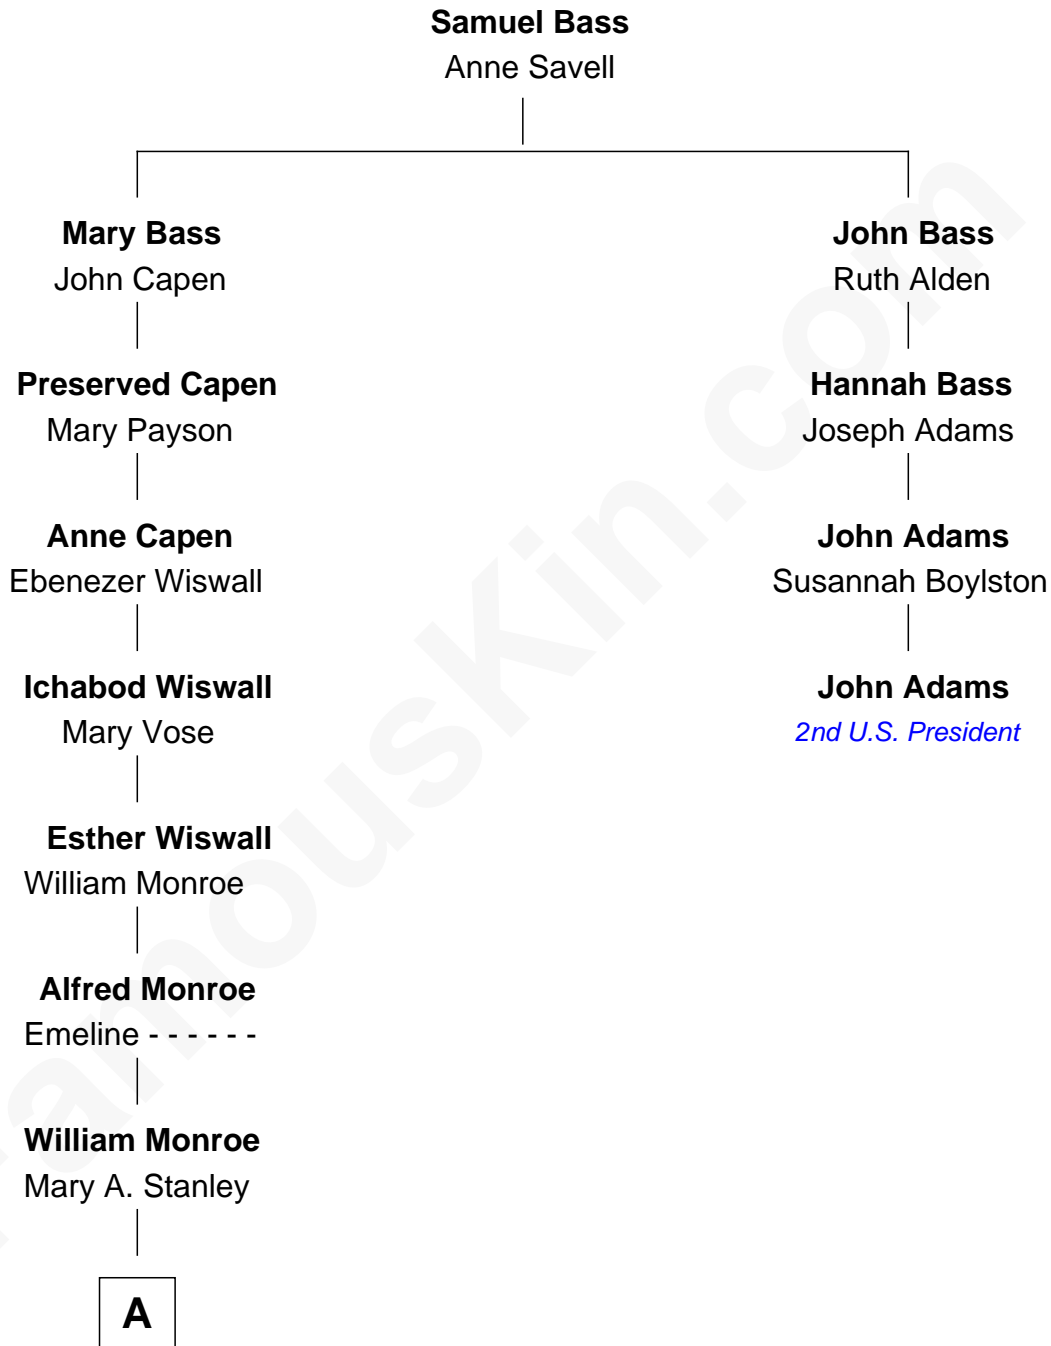 Samuel Bass
Anne Savell
Mary Bass
John Capen
John Bass
Ruth Alden
Preserved Capen
Mary Payson
Hannah Bass
Joseph Adams
Anne Capen
Ebenezer Wiswall
John Adams
Susannah Boylston
Ichabod Wiswall
Mary Vose
John Adams
2nd U.S. President
Esther Wiswall
William Monroe
Alfred Monroe
Emeline - - - - - -
William Monroe
Mary A. Stanley
A
FamousKin.com